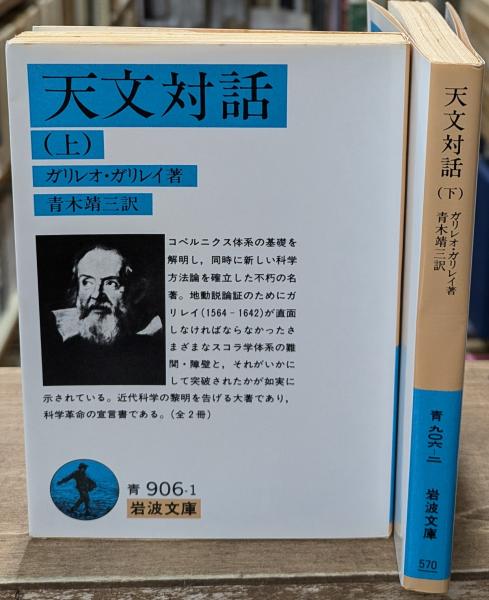 天文対話
(上)
ガリレオ・ガリレイ著
青木靖三訳
コペルニクス体系の基礎を
解明し，同時に新しい科学
方法論を確立した不朽の名
著。地動説論証のためにガ
リレイ(1564－1642)が直面
しなければならなかったさ
まざまなスコラ学体系の難
関・障壁と，それがいかに
して突破されたかが如実に
示されている。近代科学の黎明を告げる大著であり，
科学革命の宣言書である。(全2冊)
青 906-1
岩波文庫
天文対話(下)
ガリレオ・ガリレイ著
青木靖三訳
青九〇六-二
岩波文庫
570